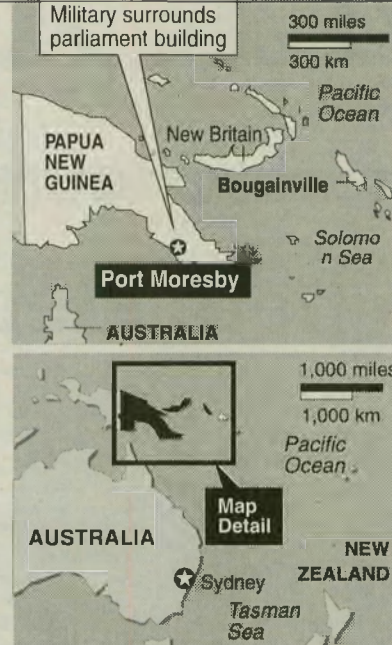 Military surrounds
parliament building
300 miles
300 km
Pacific
Ocean
PAPUA
NEW
GUINEA
New Britain
Bougainville
Solomo
n Sea
Port Moresby
AUSTRALIA
1,000 miles
1,000 km
Pacific
Ocean
Map
Detail
AUSTRALIA
NEW
ZEALAND
Sydney
Tasman
Sea